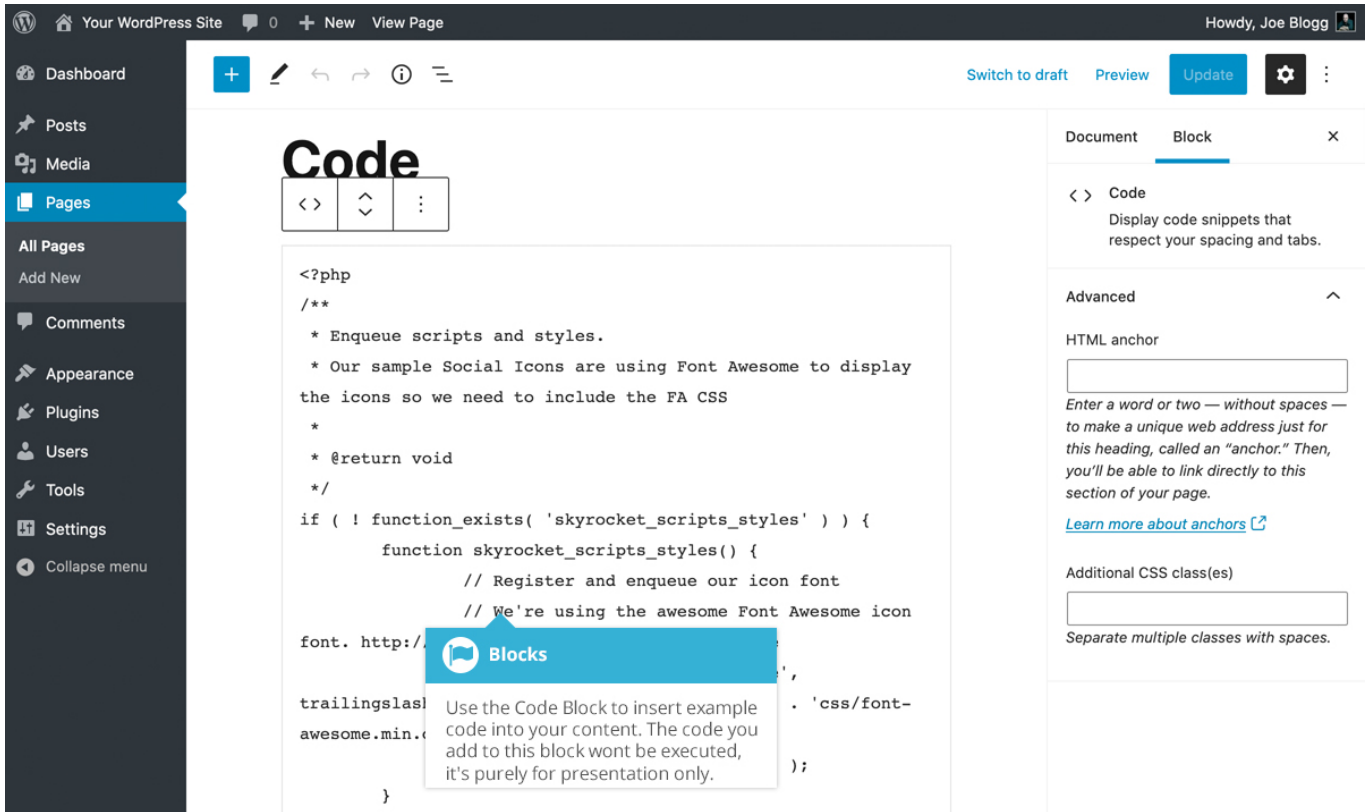 Your WordPress Site 0 New View Page Howdy, Joe Blogg
Dashboard
Posts
Media
Pages
All Pages
Add New
Comments
Appearance
Plugins
Users
Tools
Settings
Collapse menu
Switch to draft Preview Update
Code
<?php
/**
 * Enqueue scripts and styles.
 * Our sample Social Icons are using Font Awesome to display
the icons so we need to include the FA CSS
 *
 * @return void
 */
if ( ! function_exists( 'skyrocket_scripts_styles' ) ) {
        function skyrocket_scripts_styles() {
                // Register and enqueue our icon font
                // We're using the awesome Font Awesome icon
font. http:/
',
trailingslas . 'css/font-
awesome.min.
);
        }
Blocks
Use the Code Block to insert example
code into your content. The code you
add to this block wont be executed,
it's purely for presentation only.
Document Block
Code
Display code snippets that
respect your spacing and tabs.
Advanced
HTML anchor
Enter a word or two — without spaces —
to make a unique web address just for
this heading, called an “anchor.” Then,
you’ll be able to link directly to this
section of your page.
Learn more about anchors
Additional CSS class(es)
Separate multiple classes with spaces.